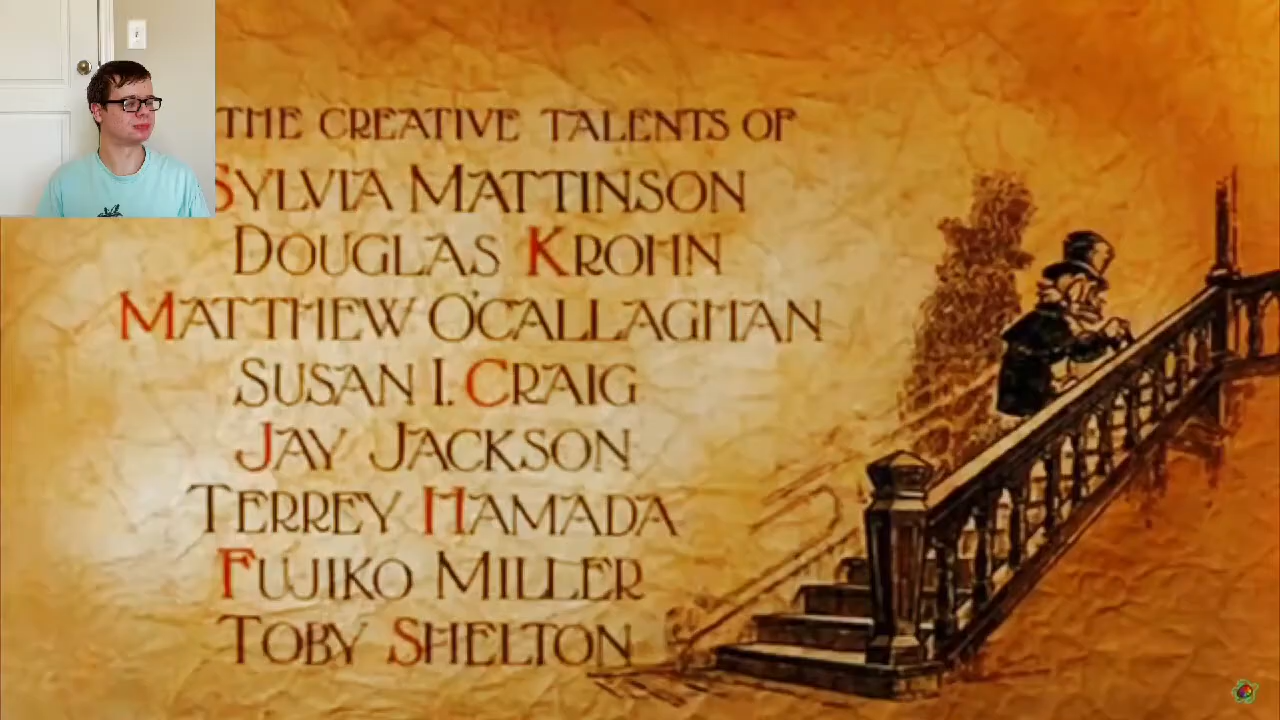 THE CREATIVE TALENTS OF
SYLVIA MATTINSON
DOUGLAS KROHN
MATTHEW O'CALLAGHAN
SUSAN I. CRAIG
JAY JACKSON
TERREY HAMADA
FUJIKO MILLER
TOBY SHELTON